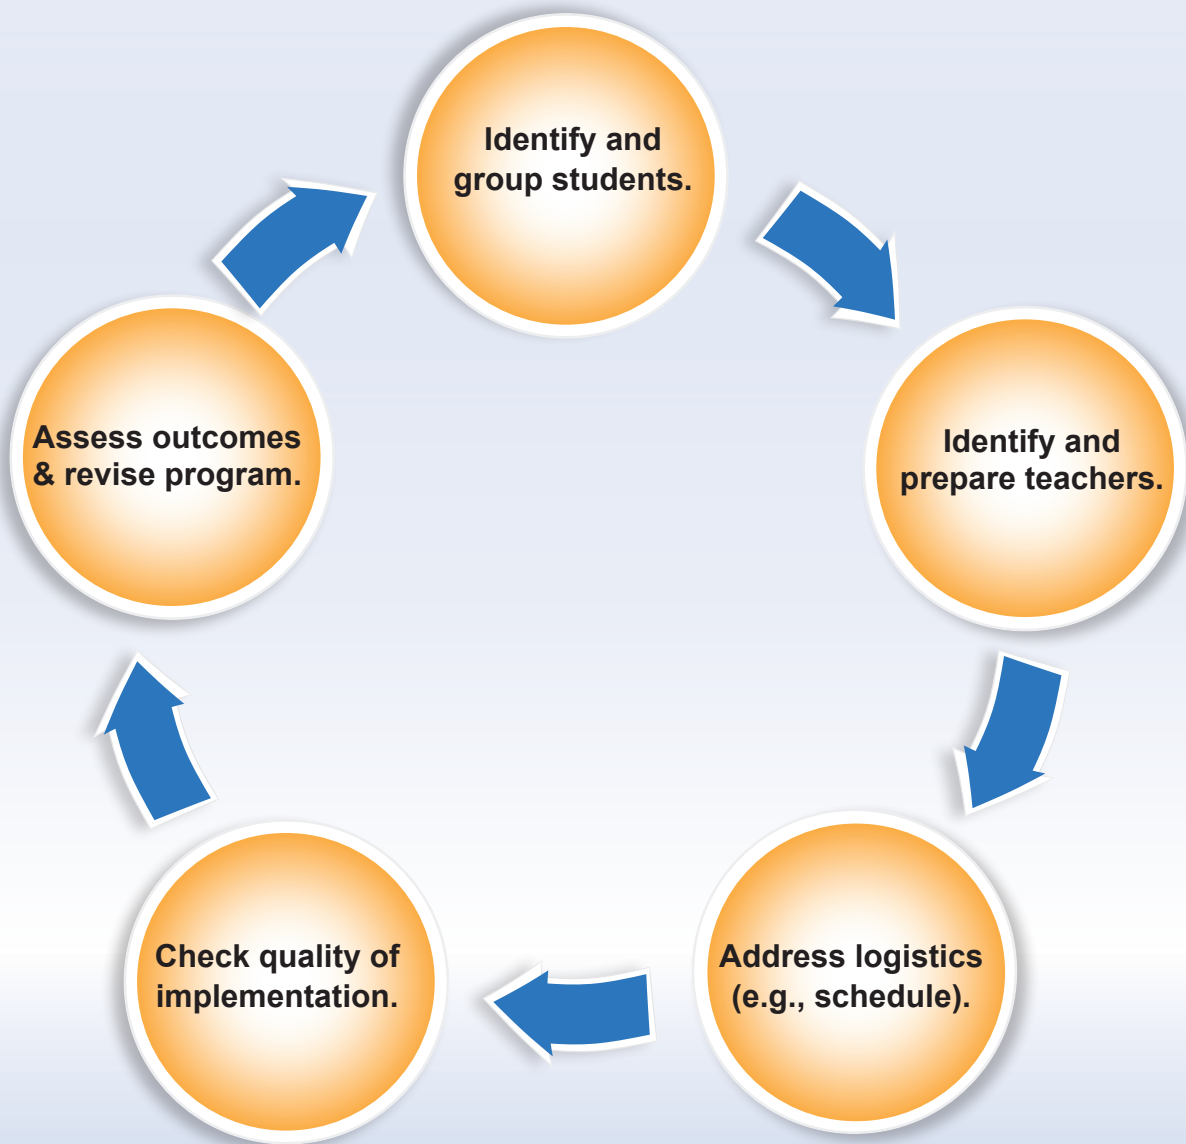 Identify and
group students.
Identify and
prepare teachers.
Address logistics
(e.g., schedule).
Check quality of
implementation.
Assess outcomes
& revise program.